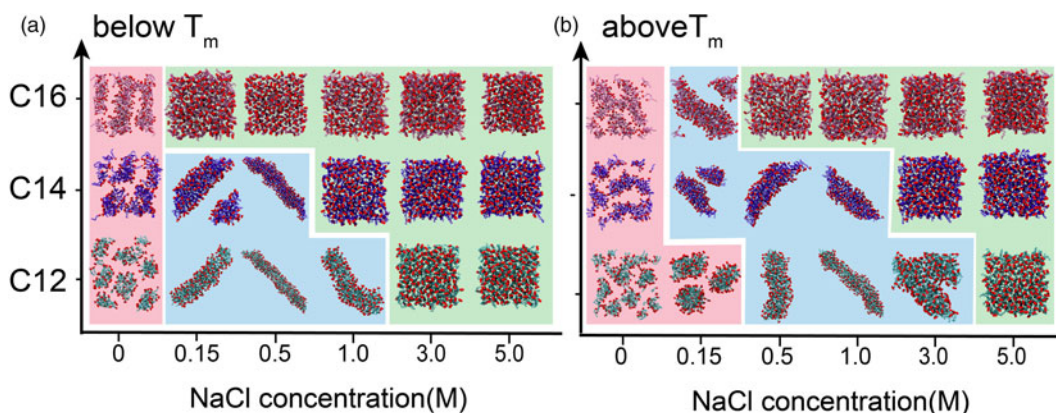 (a) below Tm
C16
C14
C12
0 0.15 0.5 1.0 3.0 5.0
NaCl concentration(M)
(b) aboveTm
0 0.15 0.5 1.0 3.0 5.0
NaCl concentration(M)